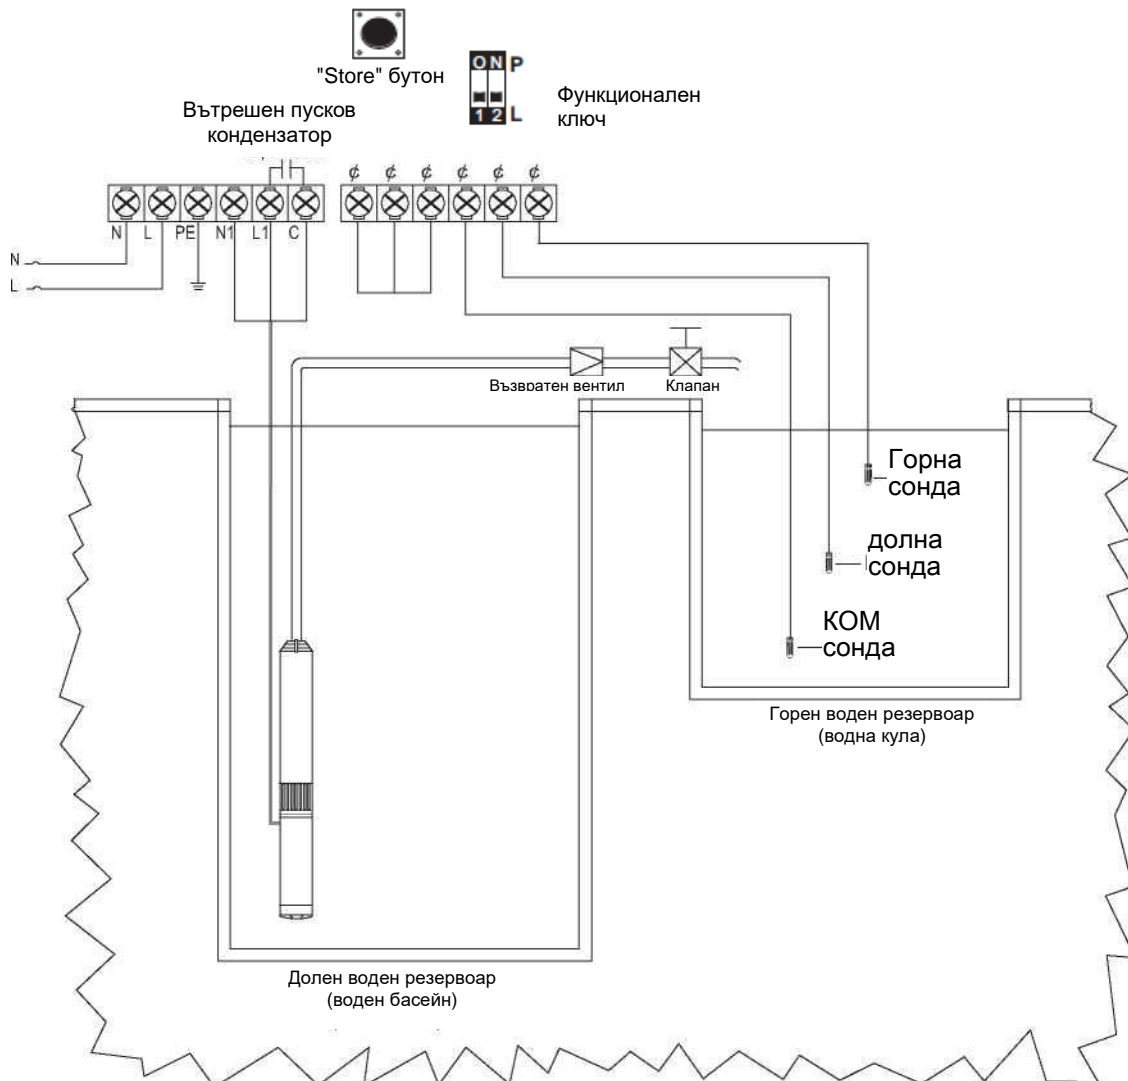 "Store" бутон
ON P
1 2 L
Функционален
ключ
Вътрешен пусков
кондензатор
¢ ¢ ¢ ¢ ¢ ¢
N L PE N1 L1 C
N
L
Възвратен вентил
Клапан
Горна
сонда
долна
сонда
КОМ
сонда
Горен воден резервоар
(водна кула)
Долен воден резервоар
(воден басейн)